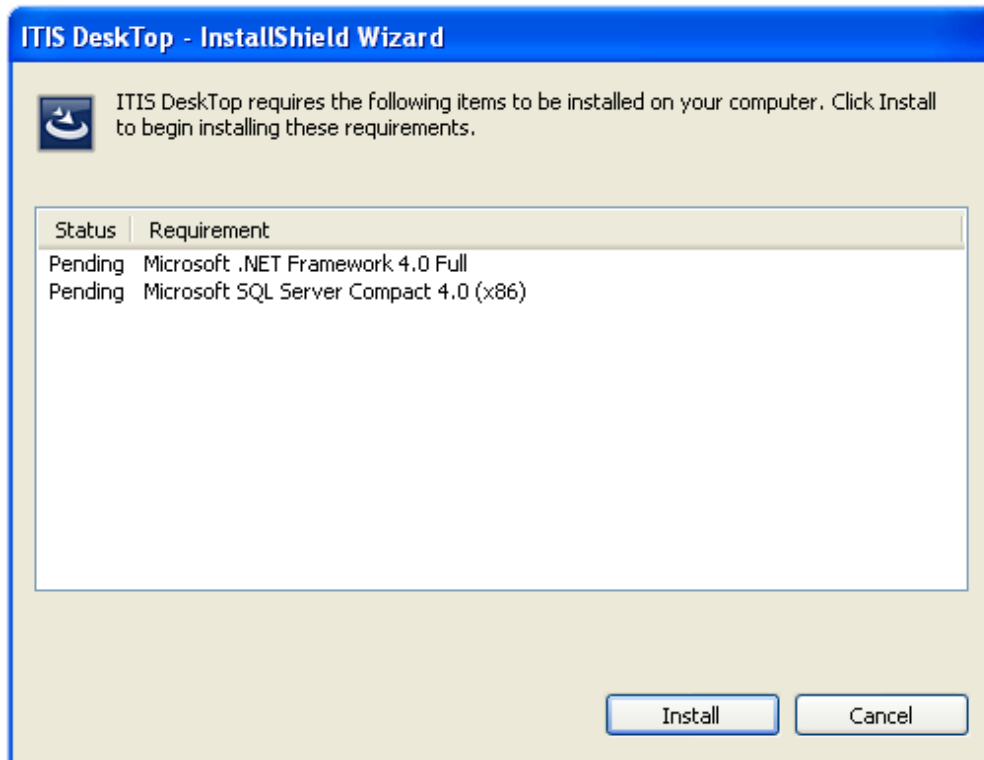 ITIS DeskTop - InstallShield Wizard
ITIS DeskTop requires the following items to be installed on your computer. Click Install
to begin installing these requirements.
Status Requirement
Pending Microsoft .NET Framework 4.0 Full
Pending Microsoft SQL Server Compact 4.0 (x86)
Install Cancel